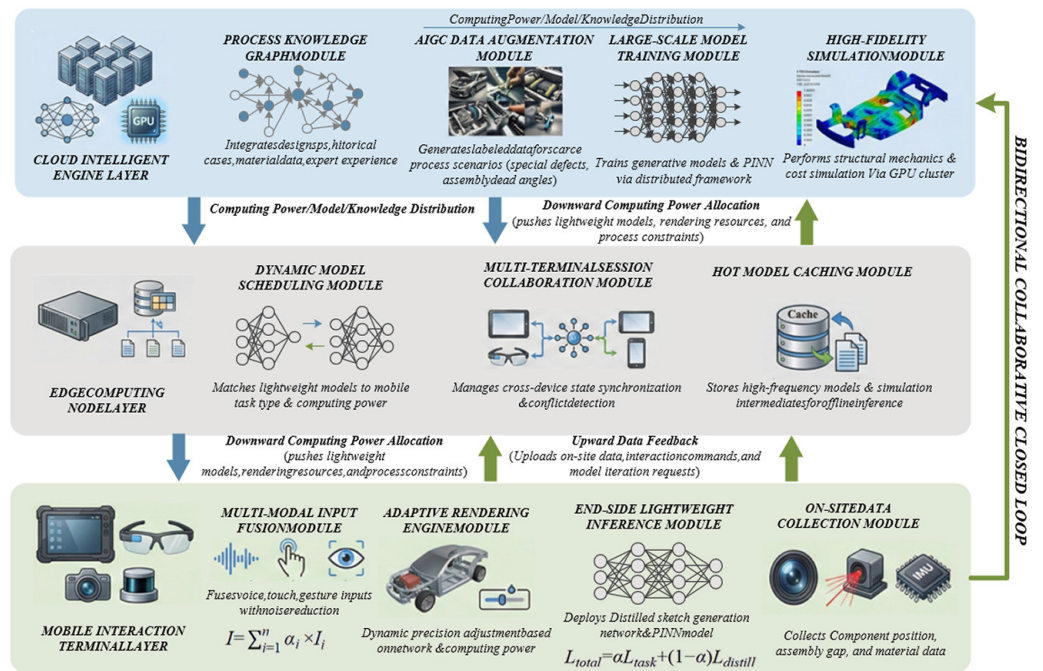 ComputingPower/Model/KnowledgeDistribution
PROCESS KNOWLEDGE
GRAPHMODULE
AIGC DATA AUGMENTATION
MODULE
LARGE-SCALE MODEL
TRAINING MODULE
HIGH-FIDELITY
SIMULATIONMODULE
GPU
CLOUD INTELLIGENT
ENGINE LAYER
Integratesdesignsps,hitorical
cases,materialdata,expert experience
Generateslabeleddataforscarce
process scenarios (special defects,
assemblydead angles)
Trains generative models & PINN
via distributed framework
Performs structural mechanics &
cost simulation Via GPU cluster
Computing Power/Model/Knowledge Distribution
Downward Computing Power Allocation
(pushes lightweight models, rendering resources, and
process constraints)
BIDIRECTIONAL COLLABORATIVE CLOSED LOOP
DYNAMIC MODEL
SCHEDULING MODULE
MULTI-TERMINALSESSION
COLLABORATION MODULE
HOT MODEL CACHING MODULE
Cache
EDGECOMPUTING
NODELAYER
Matches lightweight models to mobile
task type & computing power
Manages cross-device state synchronization
&conflictdetection
Stores high-frequency models & simulation
intermediatesforofflineinference
Downward Computing Power Allocation
(pushes lightweight
models,renderingresources,andprocessconstraints)
Upward Data Feedback
(Uploads on-site data,interactioncommands,and
model iteration requests)
MULTI-MODAL INPUT
FUSIONMODULE
ADAPTIVE RENDERING
ENGINEMODULE
END-SIDE LIGHTWEIGHT
INFERENCE MODULE
ON-SITEDATA
COLLECTION MODULE
IMU
MOBILE INTERACTION
TERMINALLAYER
Fusesvoice,touch,gesture inputs
withnoisereduction
I=∑ⁿᵢ₌₁ αᵢ ×Iᵢ
Dynamic precision adjustmentbased
onnetwork &computing power
Deploys Distilled sketch generation
network&PINNmodel
L_total=αL_task+(1−α)L_distill
Collects Component position,
assembly gap, and material data